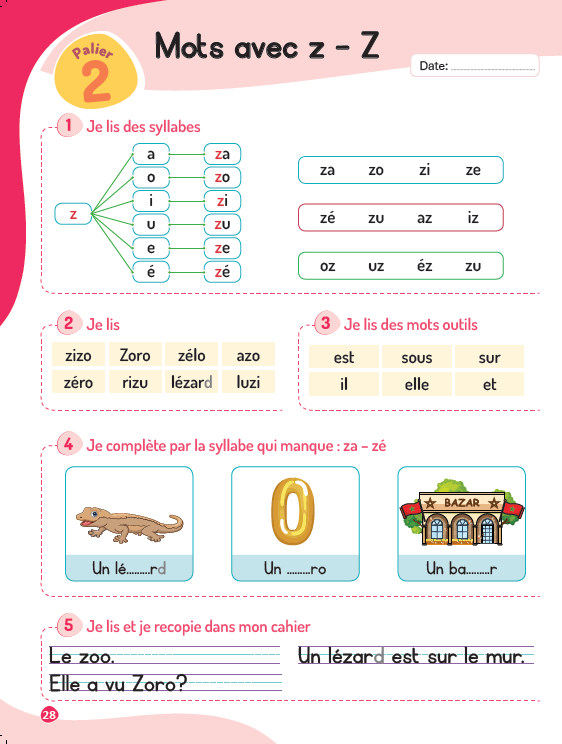 Palier
2
Mots avec z – Z
Date: ........................
1 Je lis des syllabes
z
a za
o zo
i zi
u zu
e ze
é zé
za zo zi ze
zé zu az iz
oz uz éz zu
2 Je lis
zizo Zoro zélo azo
zéro rizu lézard luzi
3 Je lis des mots outils
est sous sur
il elle et
4 Je complète par la syllabe qui manque : za – zé
BAZAR
Un lé.........rd Un .........ro Un ba.........r
5 Je lis et je recopie dans mon cahier
Le zoo. Un lézard est sur le mur.
Elle a vu Zoro?
28